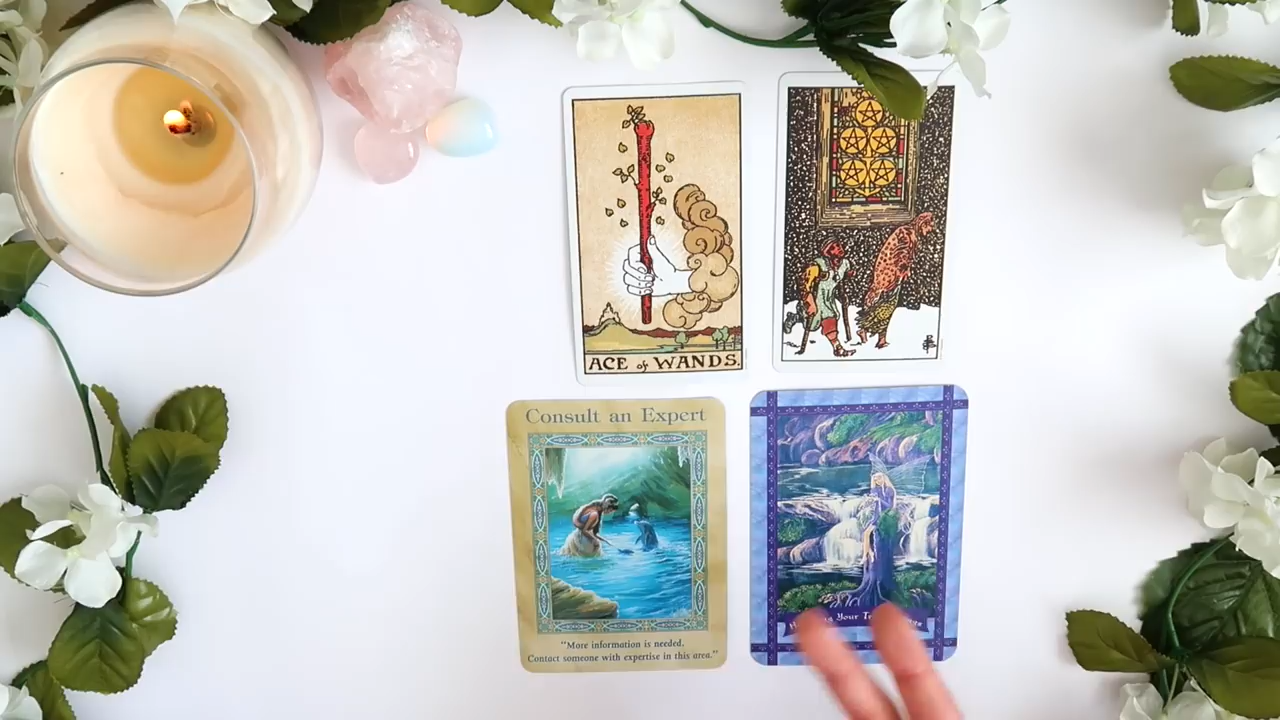 ACE of WANDS.
Consult an Expert
"More information is needed.
Contact someone with expertise in this area."
Your